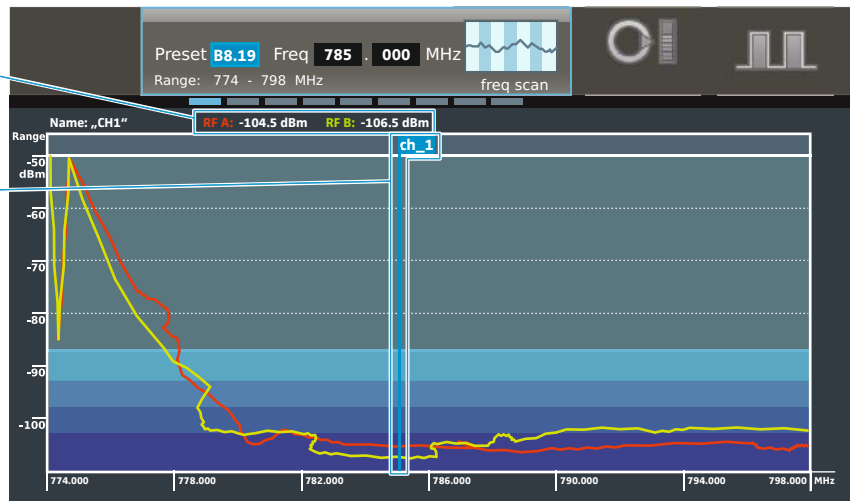 Preset B8.19 Freq 785 . 000 MHz
Range: 774 - 798 MHz
freq scan
Name: „CH1“ RF A: -104.5 dBm RF B: -106.5 dBm
Range
ch_1
-50
dBm
-60
-70
-80
-90
-100
774.000 778.000 782.000 786.000 790.000 794.000 798.000 MHz